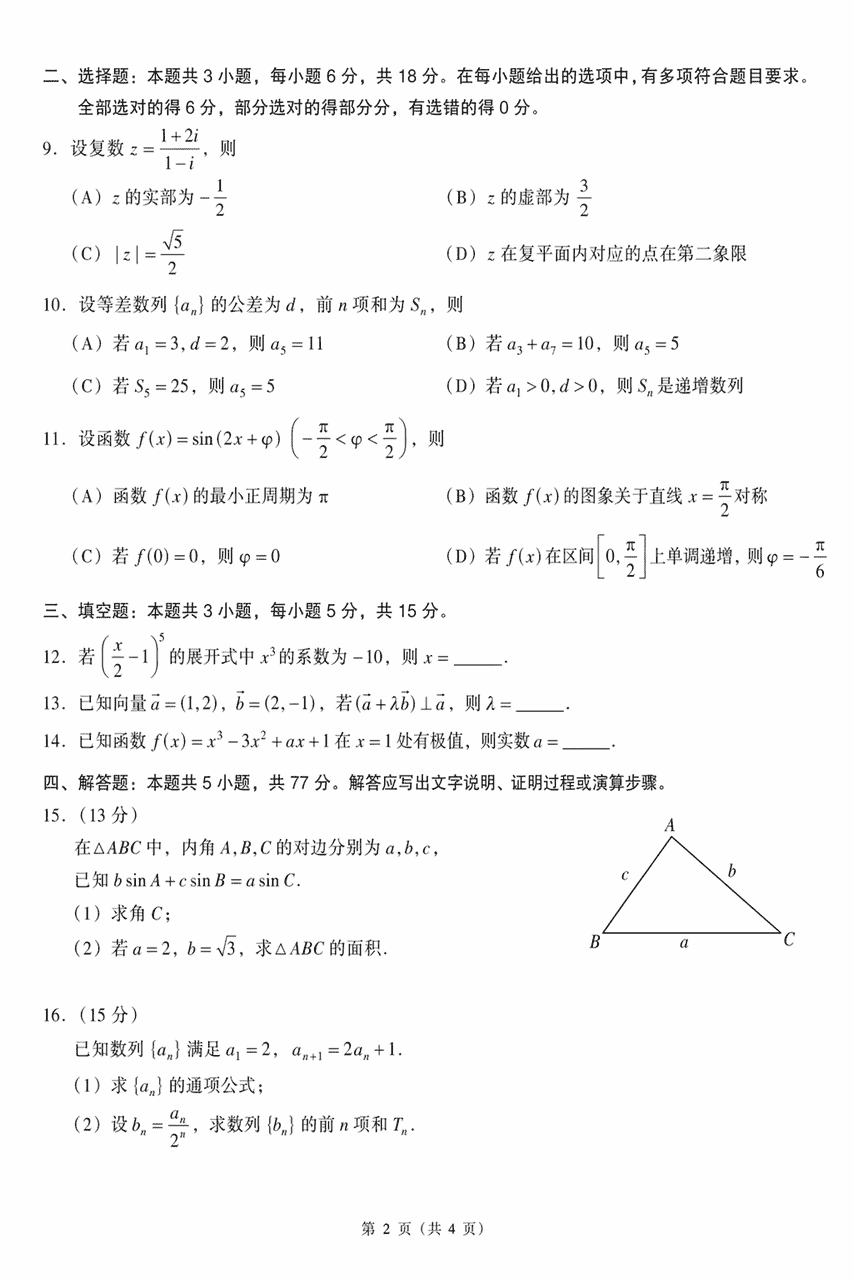 二、选择题：本题共 3 小题，每小题 6 分，共 18 分。在每小题给出的选项中，有多项符合题目要求。
全部选对的得 6 分，部分选对的得部分分，有选错的得 0 分。
9．设复数 z = (1+2i)/(1−i)，则
（A）z 的实部为 −1/2 （B）z 的虚部为 3/2
（C）|z| = √5/2 （D）z 在复平面内对应的点在第二象限
10．设等差数列 {aₙ} 的公差为 d，前 n 项和为 Sₙ，则
（A）若 a₁ = 3, d = 2，则 a₅ = 11 （B）若 a₃ + a₇ = 10，则 a₅ = 5
（C）若 S₅ = 25，则 a₅ = 5 （D）若 a₁ > 0, d > 0，则 Sₙ 是递增数列
11．设函数 f(x) = sin(2x + φ) (−π/2 < φ < π/2)，则
（A）函数 f(x) 的最小正周期为 π （B）函数 f(x) 的图象关于直线 x = π/2 对称
（C）若 f(0) = 0，则 φ = 0 （D）若 f(x) 在区间 [0, π/2] 上单调递增，则 φ = −π/6
三、填空题：本题共 3 小题，每小题 5 分，共 15 分。
12．若 (x/2 − 1)⁵ 的展开式中 x³ 的系数为 −10，则 x = _____．
13．已知向量 a⃗ = (1,2)，b⃗ = (2,−1)，若 (a⃗ + λb⃗) ⊥ a⃗，则 λ = _____．
14．已知函数 f(x) = x³ − 3x² + ax + 1 在 x = 1 处有极值，则实数 a = _____．
四、解答题：本题共 5 小题，共 77 分。解答应写出文字说明、证明过程或演算步骤。
15．（13 分）
在△ABC 中，内角 A, B, C 的对边分别为 a, b, c，
已知 b sin A + c sin B = a sin C．
（1）求角 C；
（2）若 a = 2，b = √3，求△ABC 的面积．
A
c
b
B
a
C
16．（15 分）
已知数列 {aₙ} 满足 a₁ = 2，aₙ₊₁ = 2aₙ + 1．
（1）求 {aₙ} 的通项公式；
（2）设 bₙ = aₙ/2ⁿ，求数列 {bₙ} 的前 n 项和 Tₙ．
第 2 页（共 4 页）